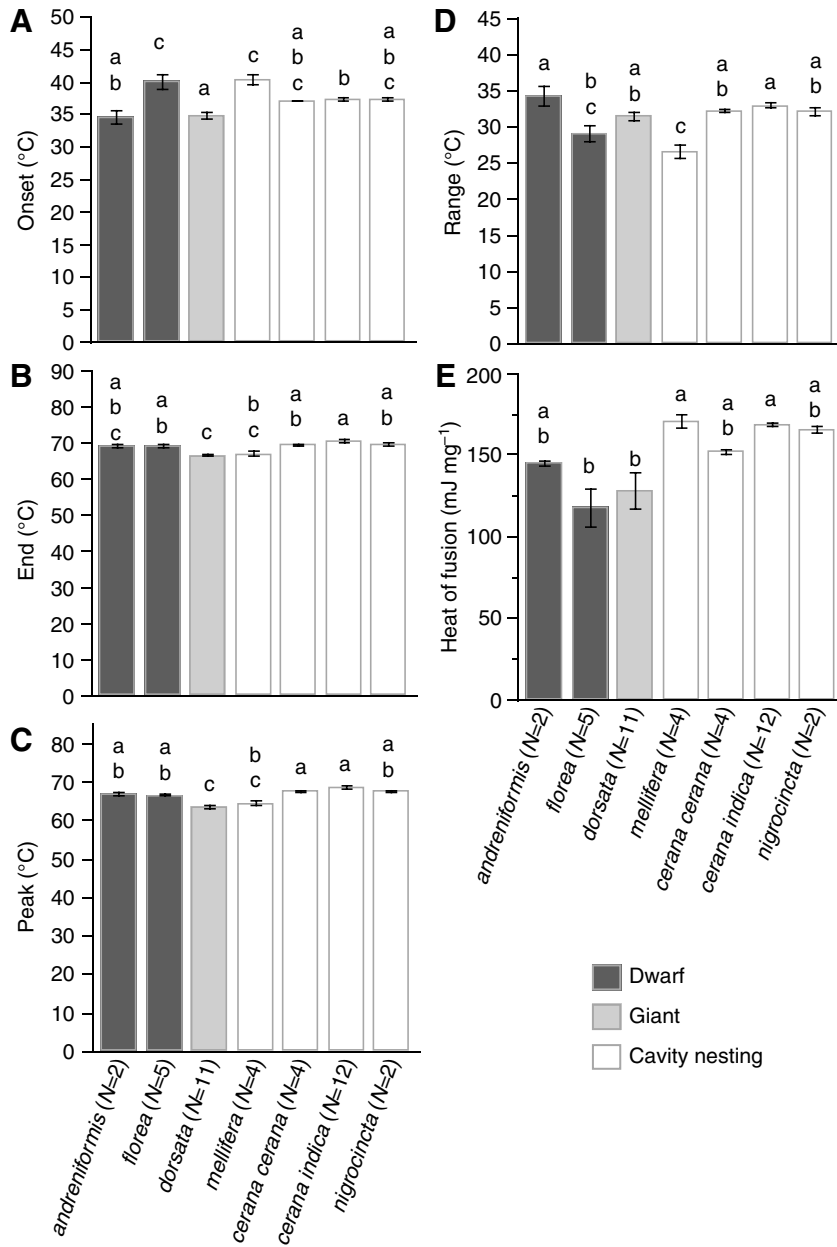 A
Onset (°C)
50
45
40
35
30
25
20
15
10
5
0
a
b
c
a
c
a
b
c
b
a
b
c
B
End (°C)
90
80
70
60
50
40
30
20
10
0
a
b
c
a
b
c
b
c
a
b
a
a
b
C
Peak (°C)
80
70
60
50
40
30
20
10
0
a
b
a
b
c
b
c
a
a
a
b
andreniformis (N=2)
florea (N=5)
dorsata (N=11)
mellifera (N=4)
cerana cerana (N=4)
cerana indica (N=12)
nigrocincta (N=2)
D
Range (°C)
45
40
35
30
25
20
15
10
5
0
a
b
c
a
b
c
a
b
a
a
b
E
Heat of fusion (mJ mg⁻¹)
200
150
100
50
0
a
b
b
b
a
a
b
a
a
b
andreniformis (N=2)
florea (N=5)
dorsata (N=11)
mellifera (N=4)
cerana cerana (N=4)
cerana indica (N=12)
nigrocincta (N=2)
Dwarf
Giant
Cavity nesting